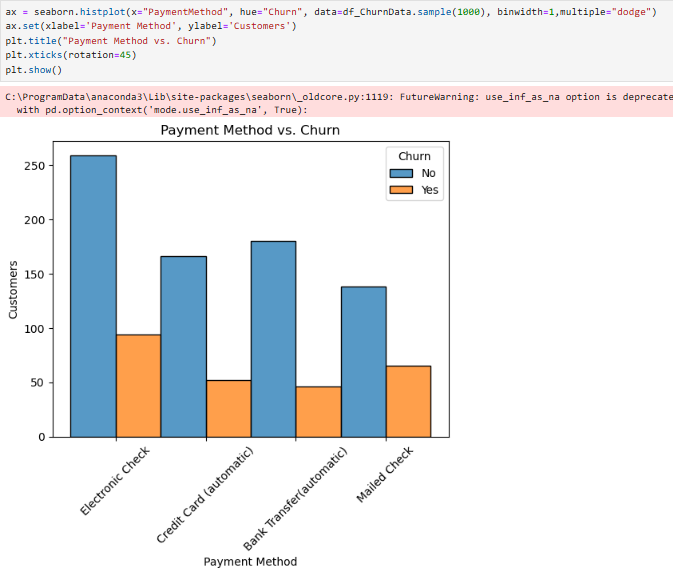 ax = seaborn.histplot(x="PaymentMethod", hue="Churn", data=df_ChurnData.sample(1000), binwidth=1,multiple="dodge")
ax.set(xlabel='Payment Method', ylabel='Customers')
plt.title("Payment Method vs. Churn")
plt.xticks(rotation=45)
plt.show()
C:\ProgramData\anaconda3\Lib\site-packages\seaborn\_oldcore.py:1119: FutureWarning: use_inf_as_na option is deprecate
with pd.option_context('mode.use_inf_as_na', True):
Payment Method vs. Churn
Churn
No
Yes
250
200
150
100
50
0
Customers
Electronic Check
Credit Card (automatic)
Bank Transfer(automatic)
Mailed Check
Payment Method